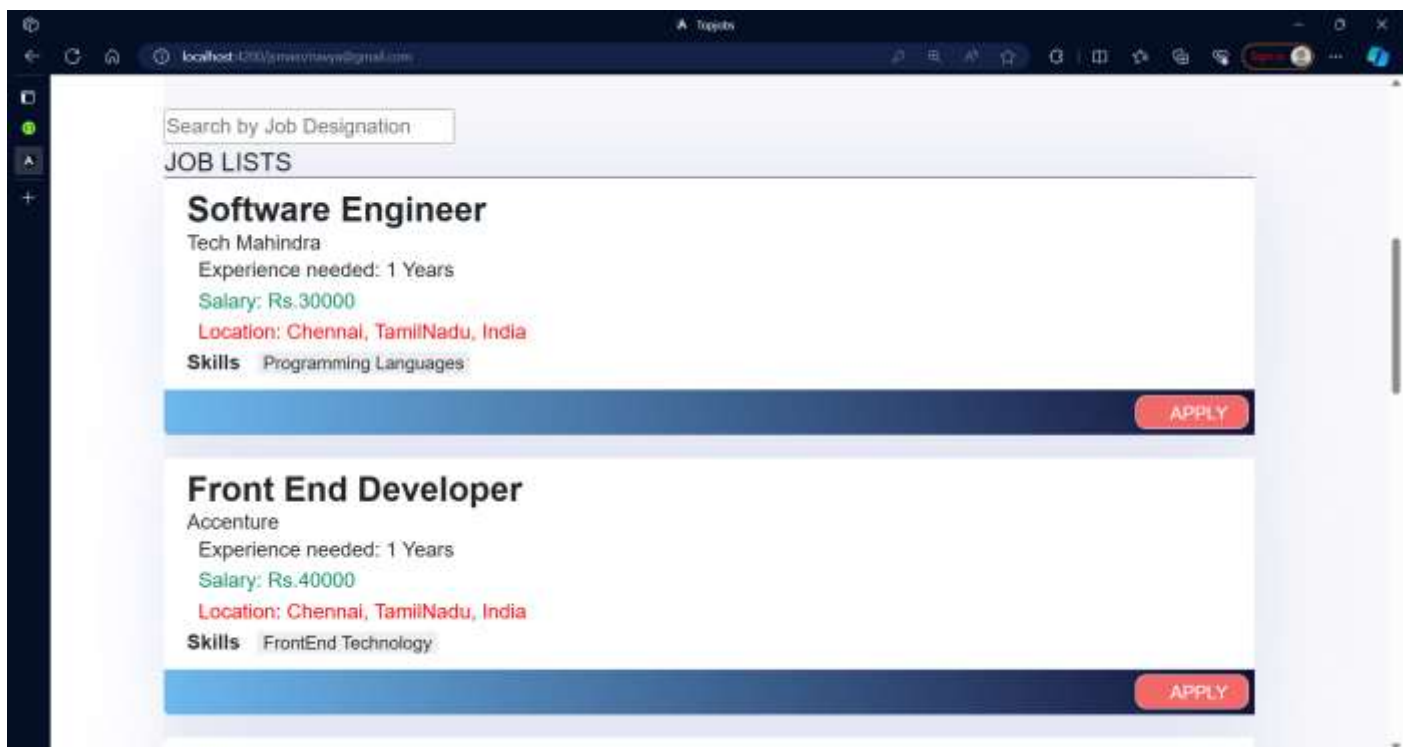 Topjobs
localhost
Search by Job Designation
JOB LISTS
Software Engineer
Tech Mahindra
Experience needed: 1 Years
Salary: Rs.30000
Location: Chennai, TamilNadu, India
Skills Programming Languages
APPLY
Front End Developer
Accenture
Experience needed: 1 Years
Salary: Rs.40000
Location: Chennai, TamilNadu, India
Skills FrontEnd Technology
APPLY